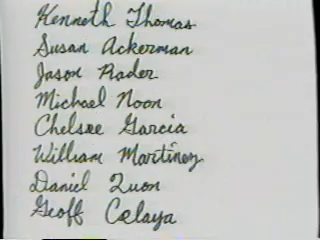 Kenneth Thomas
Susan Ackerman
Jason Rader
Michael Noon
Chelsee Garcia
William Martinez
Daniel Quon
Geoff Celaya